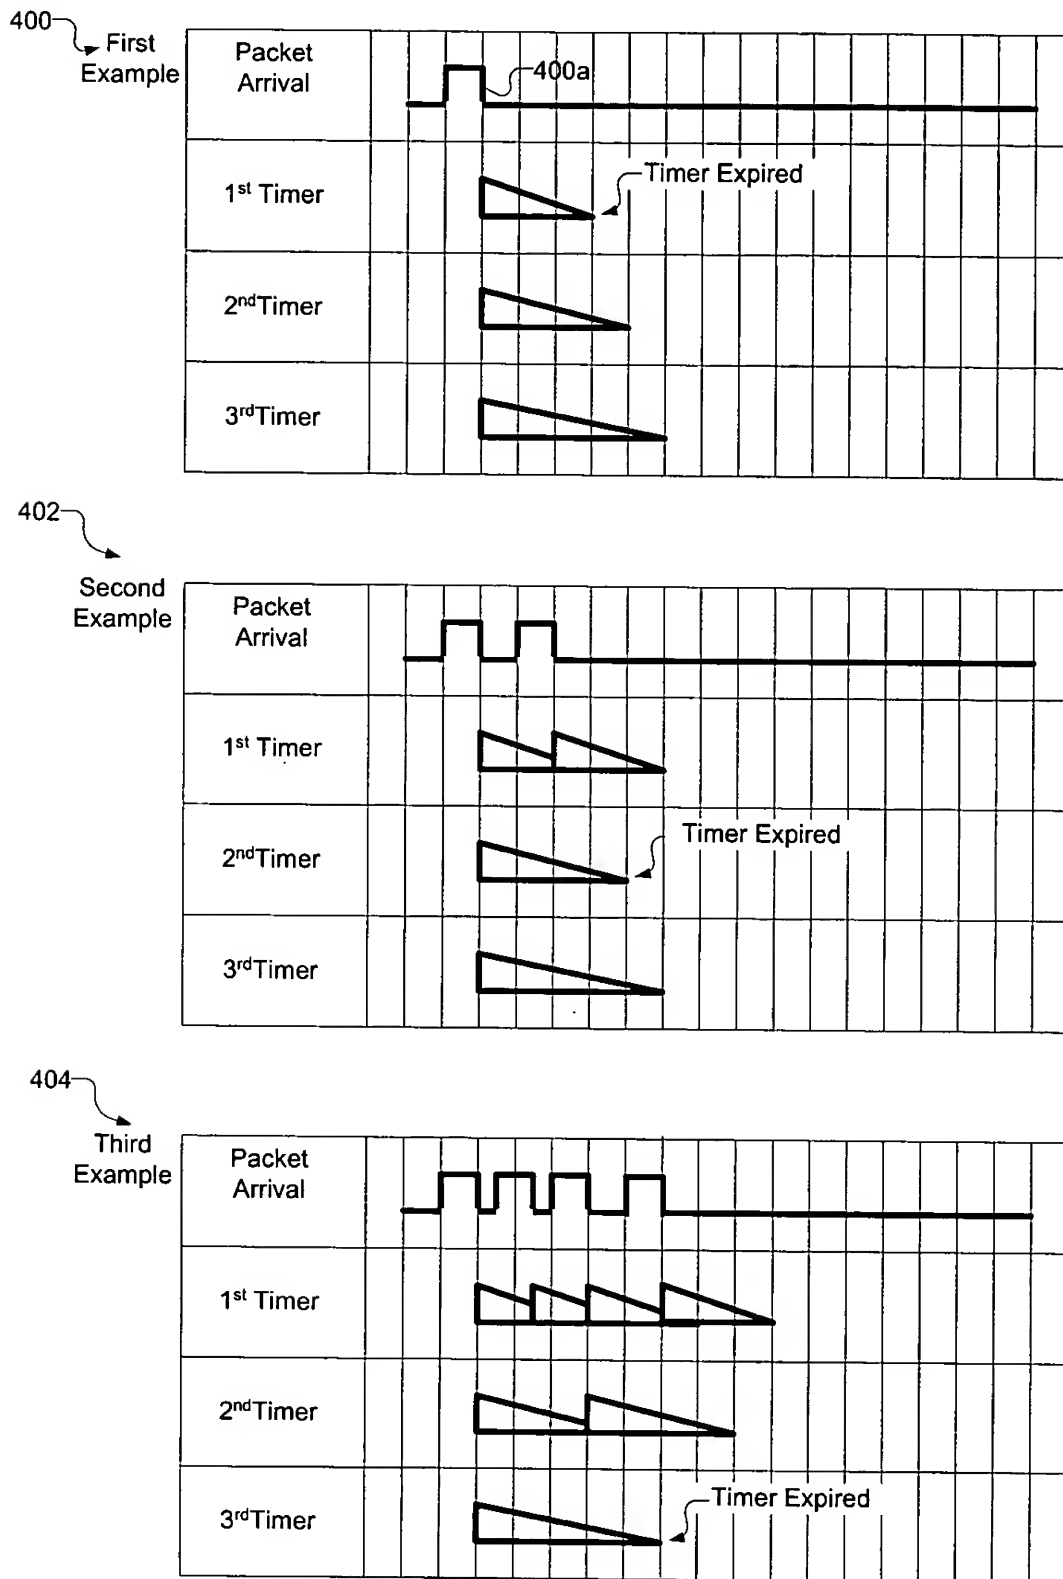 400
First
Example
Packet
Arrival
400a
1st Timer
Timer Expired
2ndTimer
3rdTimer
402
Second
Example
Packet
Arrival
1st Timer
2ndTimer
Timer Expired
3rdTimer
404
Third
Example
Packet
Arrival
1st Timer
2ndTimer
3rdTimer
Timer Expired